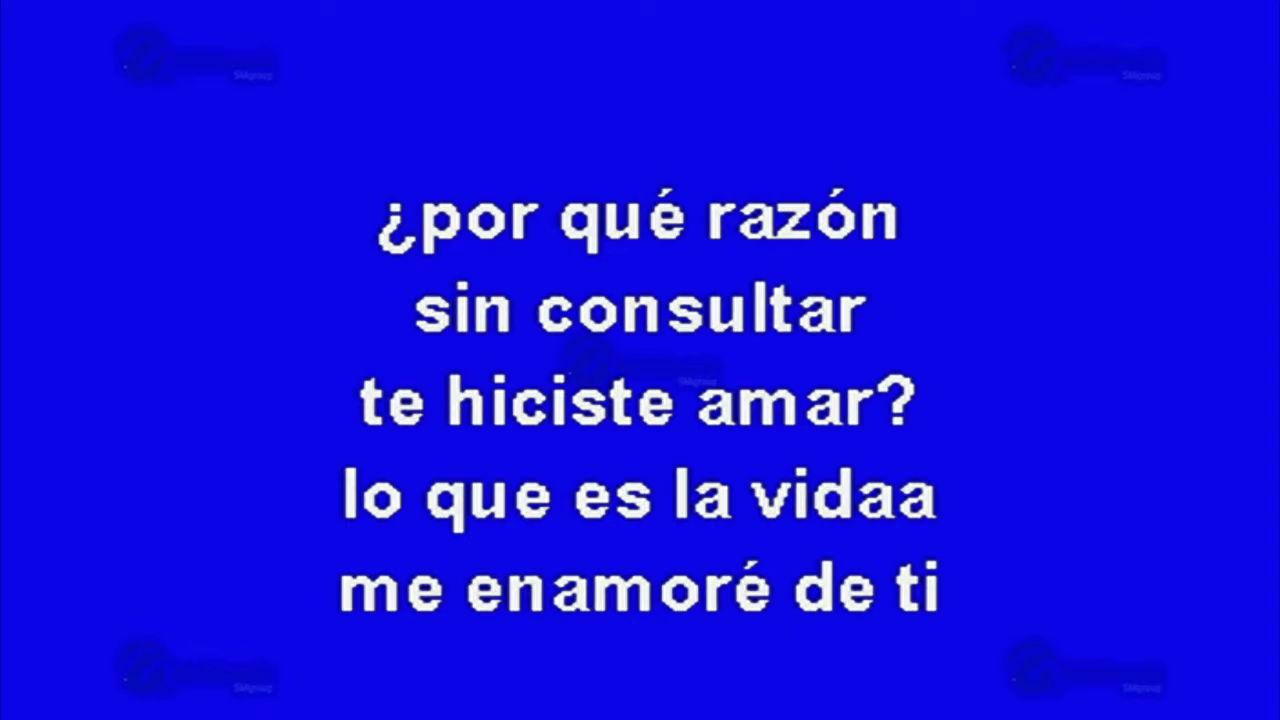 ¿por qué razón
sin consultar
te hiciste amar?
lo que es la vidaa
me enamoré de ti